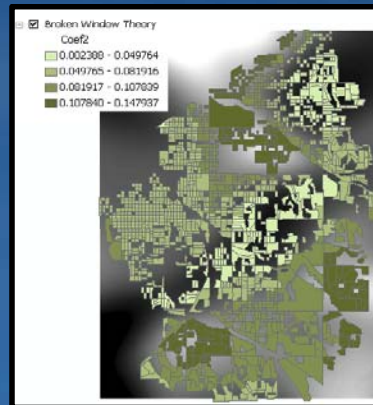 Broken Window Theory
Coef2
0.002388 - 0.049764
0.049765 - 0.081916
0.081917 - 0.107839
0.107840 - 0.147937